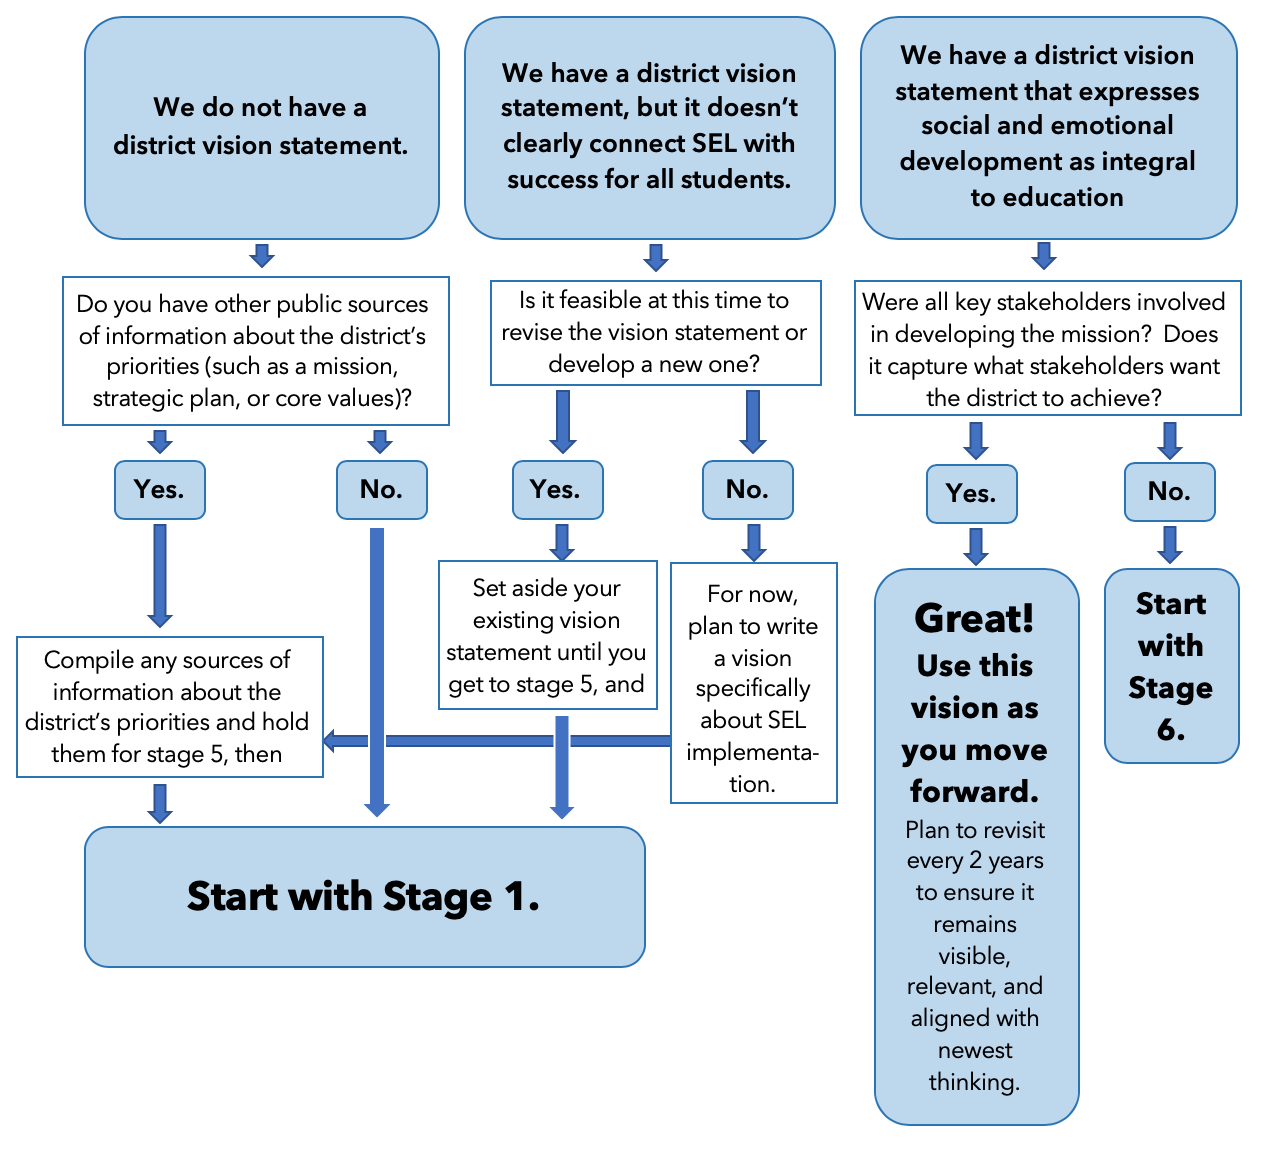 We do not have a
district vision statement.
We have a district vision
statement, but it doesn’t
clearly connect SEL with
success for all students.
We have a district vision
statement that expresses
social and emotional
development as integral
to education
Do you have other public sources
of information about the district’s
priorities (such as a mission,
strategic plan, or core values)?
Is it feasible at this time to
revise the vision statement or
develop a new one?
Were all key stakeholders involved
in developing the mission?  Does
it capture what stakeholders want
the district to achieve?
Yes.
No.
Yes.
No.
Yes.
No.
Compile any sources of
information about the
district’s priorities and hold
them for stage 5, then
Set aside your
existing vision
statement until you
get to stage 5, and
For now,
plan to write
a vision
specifically
about SEL
implementa-
tion.
Great!
Use this
vision as
you move
forward.
Plan to revisit
every 2 years
to ensure it
remains
visible,
relevant, and
aligned with
newest
thinking.
Start
with
Stage
6.
Start with Stage 1.